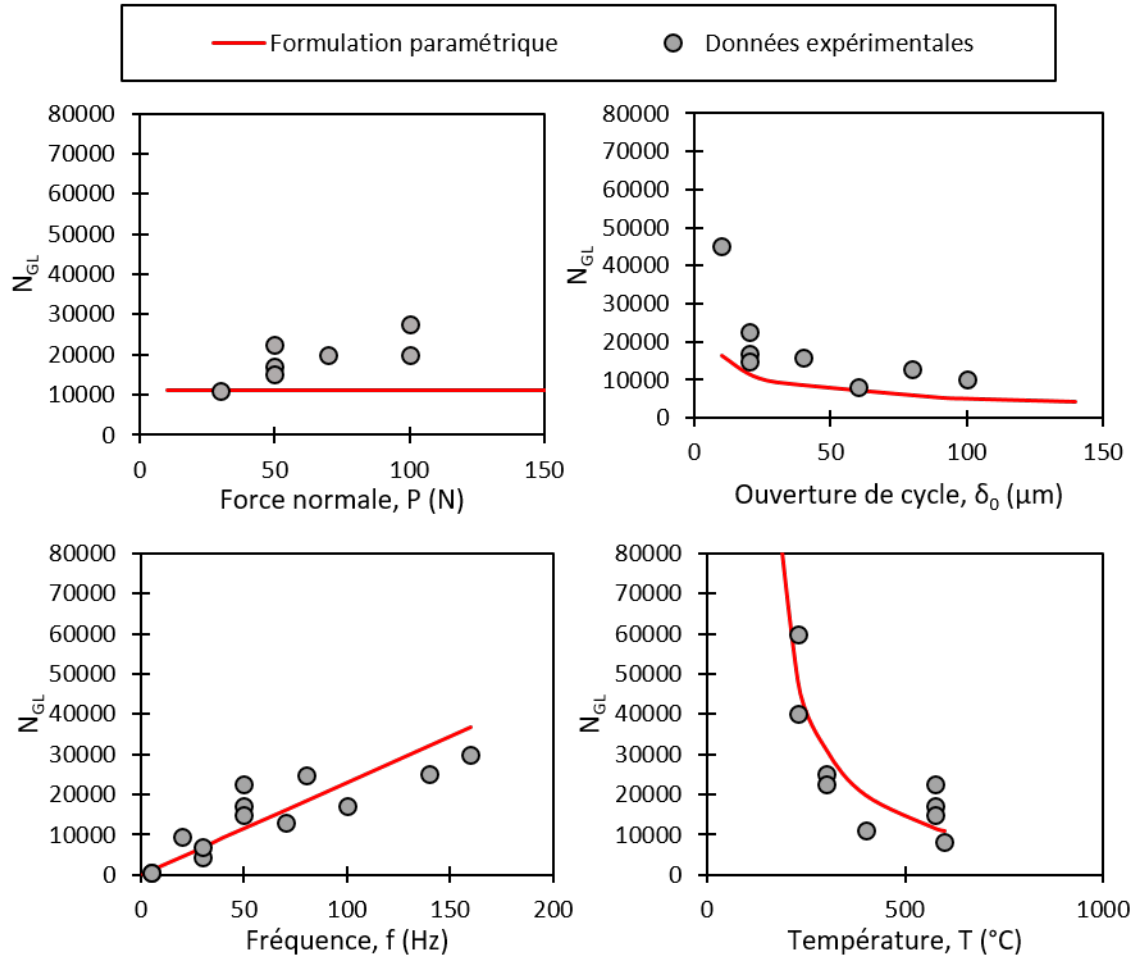 Formulation paramétrique
Données expérimentales
80000
70000
60000
50000
40000
30000
20000
10000
0
N_GL
0 50 100 150
Force normale, P (N)
80000
70000
60000
50000
40000
30000
20000
10000
0
N_GL
0 50 100 150
Ouverture de cycle, δ₀ (µm)
80000
70000
60000
50000
40000
30000
20000
10000
0
N_GL
0 50 100 150 200
Fréquence, f (Hz)
80000
70000
60000
50000
40000
30000
20000
10000
0
N_GL
0 500 1000
Température, T (°C)